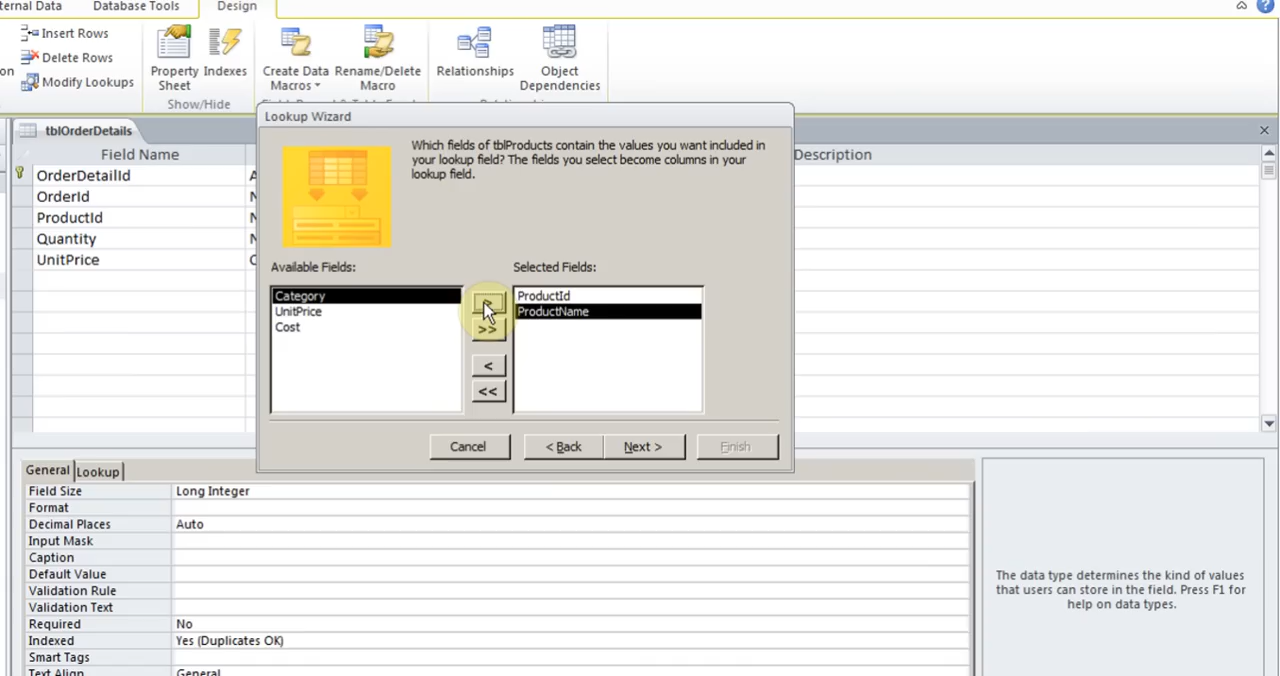 ternal Data Database Tools Design
Insert Rows
Delete Rows
on Modify Lookups
Property Sheet
Indexes
Create Data Macros
Rename/Delete Macro
Relationships
Object Dependencies
Show/Hide
tblOrderDetails
Field Name
Description
OrderDetailId
OrderId
ProductId
Quantity
UnitPrice
Lookup Wizard
Which fields of tblProducts contain the values you want included in
your lookup field? The fields you select become columns in your
lookup field.
Available Fields: Selected Fields:
Category
UnitPrice
Cost
>
>>
<
<<
ProductId
ProductName
Cancel < Back Next > Finish
General Lookup
Field Size Long Integer
Format
Decimal Places Auto
Input Mask
Caption
Default Value
Validation Rule
Validation Text
Required No
Indexed Yes (Duplicates OK)
Smart Tags
Text Align General
The data type determines the kind of values
that users can store in the field. Press F1 for
help on data types.